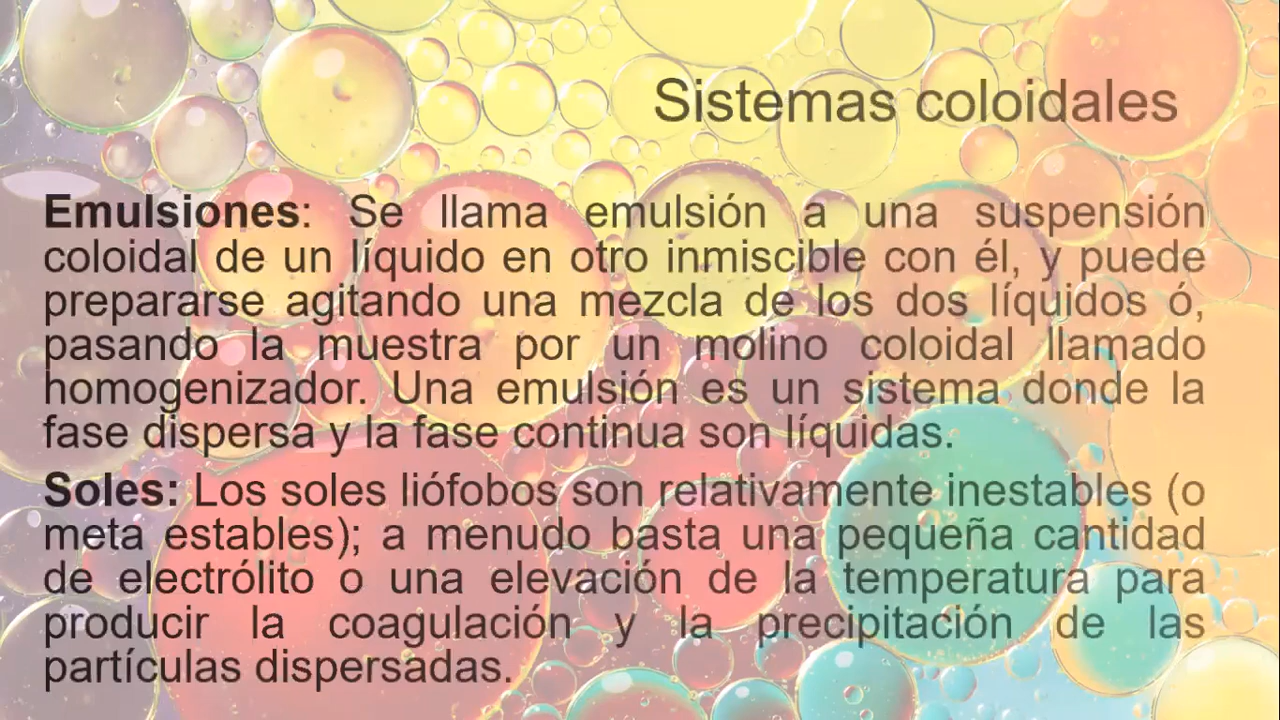 Sistemas coloidales
Emulsiones: Se llama emulsión a una suspensión
coloidal de un líquido en otro inmiscible con él, y puede
prepararse agitando una mezcla de los dos líquidos ó,
pasando la muestra por un molino coloidal llamado
homogenizador. Una emulsión es un sistema donde la
fase dispersa y la fase continua son líquidas.
Soles: Los soles liófobos son relativamente inestables (o
meta estables); a menudo basta una pequeña cantidad
de electrólito o una elevación de la temperatura para
producir la coagulación y la precipitación de las
partículas dispersadas.